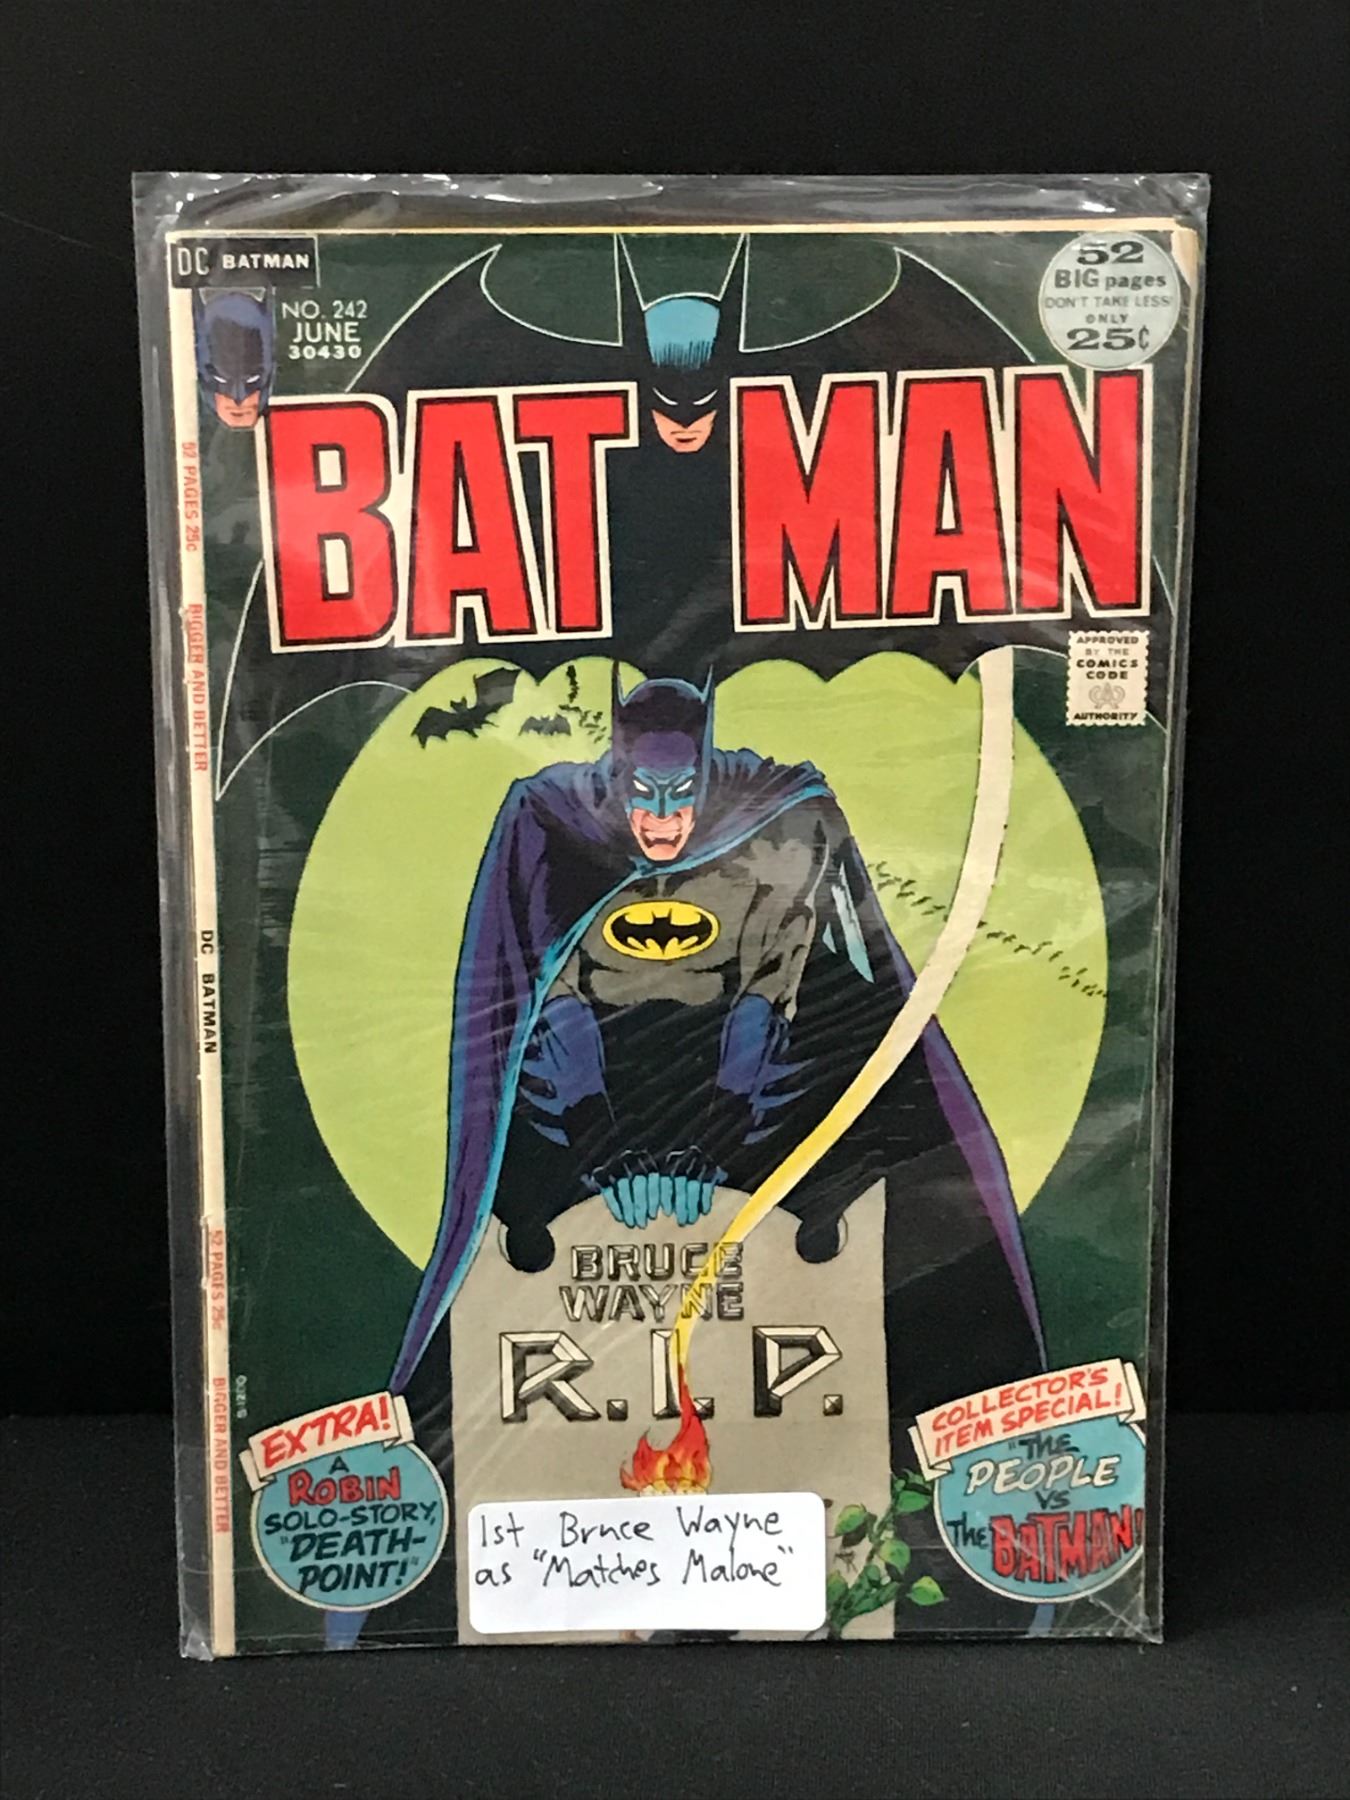 DC BATMAN
NO. 242
JUNE
30430
52
BIG pages
DON'T TAKE LESS!
ONLY
25¢
BATMAN
APPROVED
BY THE
COMICS
CODE
AUTHORITY
52 PAGES 25¢
BIGGER AND BETTER
DC BATMAN
52 PAGES 25¢
BIGGER AND BETTER
BRUCE
WAYNE
R.I.P.
EXTRA!
A
ROBIN
SOLO-STORY,
"DEATH-
POINT!"
COLLECTOR'S
ITEM SPECIAL!
"THE
PEOPLE
VS
THE BATMAN!
1st Bruce Wayne
as "Matches Malone"